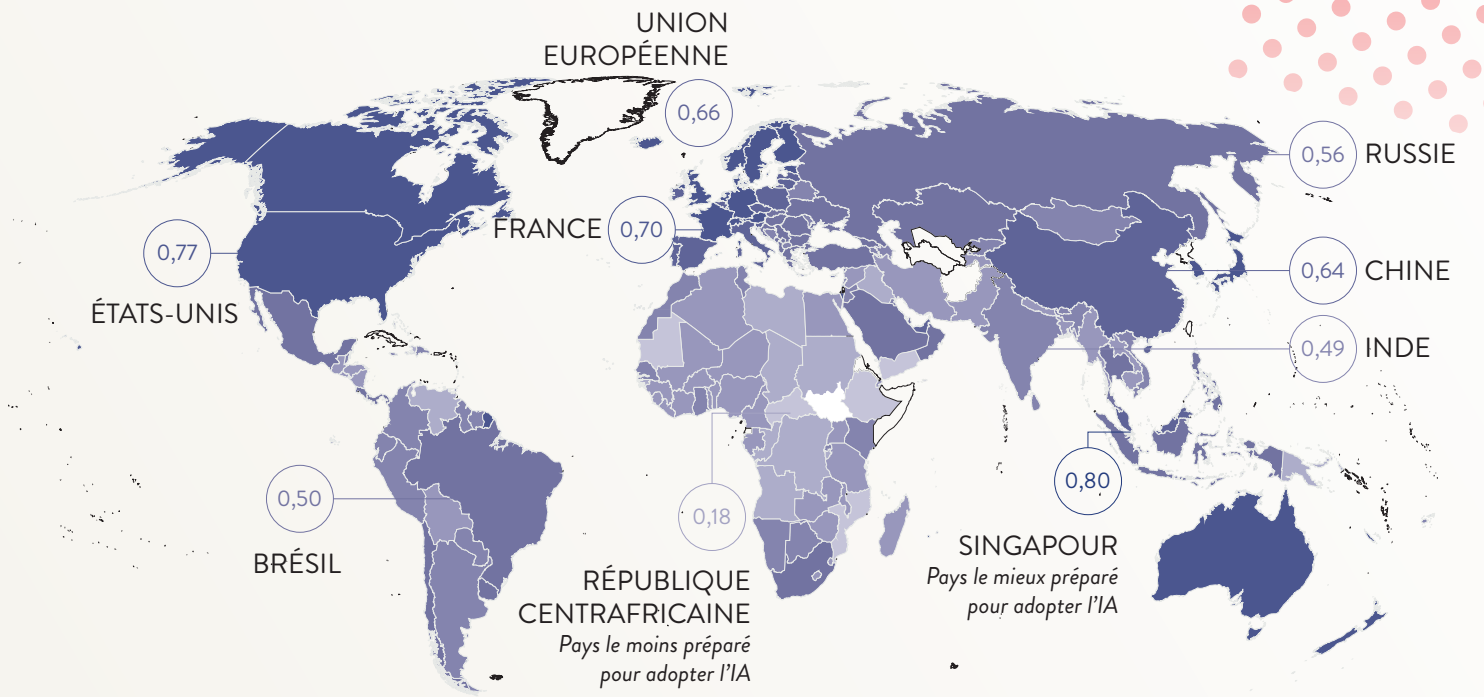 UNION
EUROPÉENNE
0,66
0,56 RUSSIE
FRANCE 0,70
0,77
ÉTATS-UNIS
0,64 CHINE
0,49 INDE
0,80
SINGAPOUR
Pays le mieux préparé
pour adopter l’IA
0,50
BRÉSIL
0,18
RÉPUBLIQUE
CENTRAFRICAINE
Pays le moins préparé
pour adopter l’IA